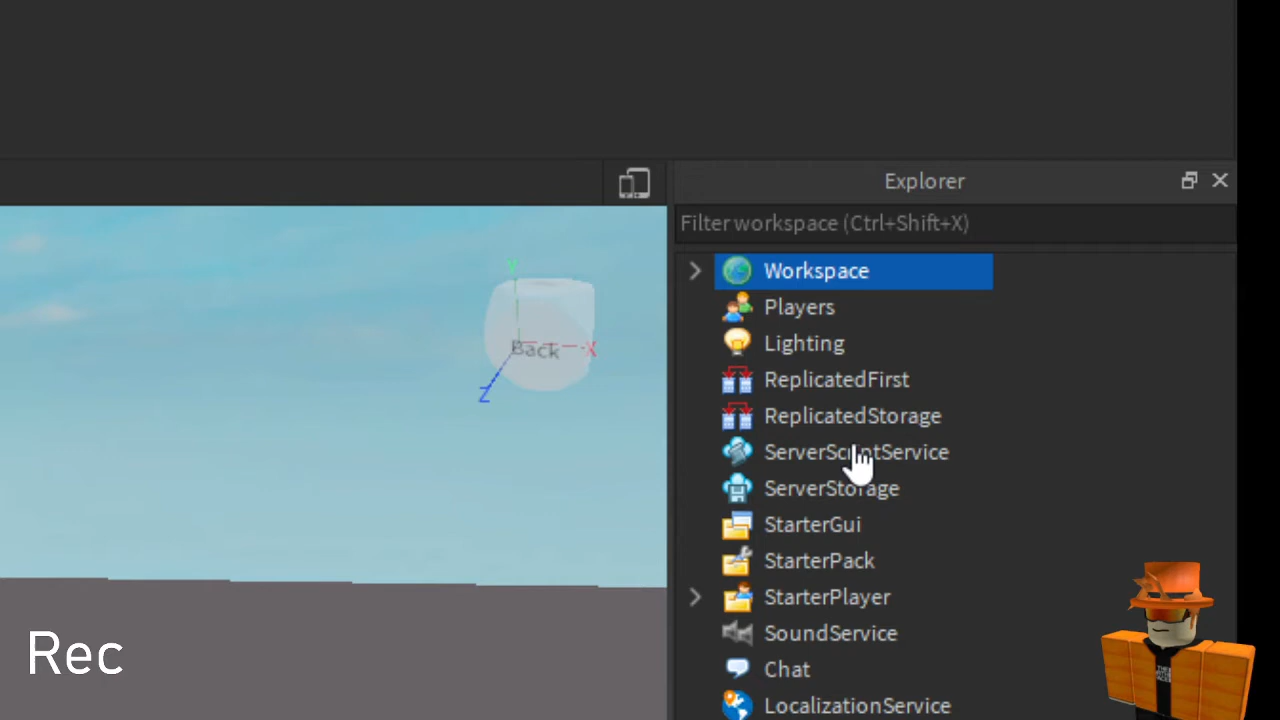 Explorer
Filter workspace (Ctrl+Shift+X)
Workspace
Players
Lighting
ReplicatedFirst
ReplicatedStorage
ServerScriptService
ServerStorage
StarterGui
StarterPack
StarterPlayer
SoundService
Chat
LocalizationService
Y
Back
X
Z
Rec